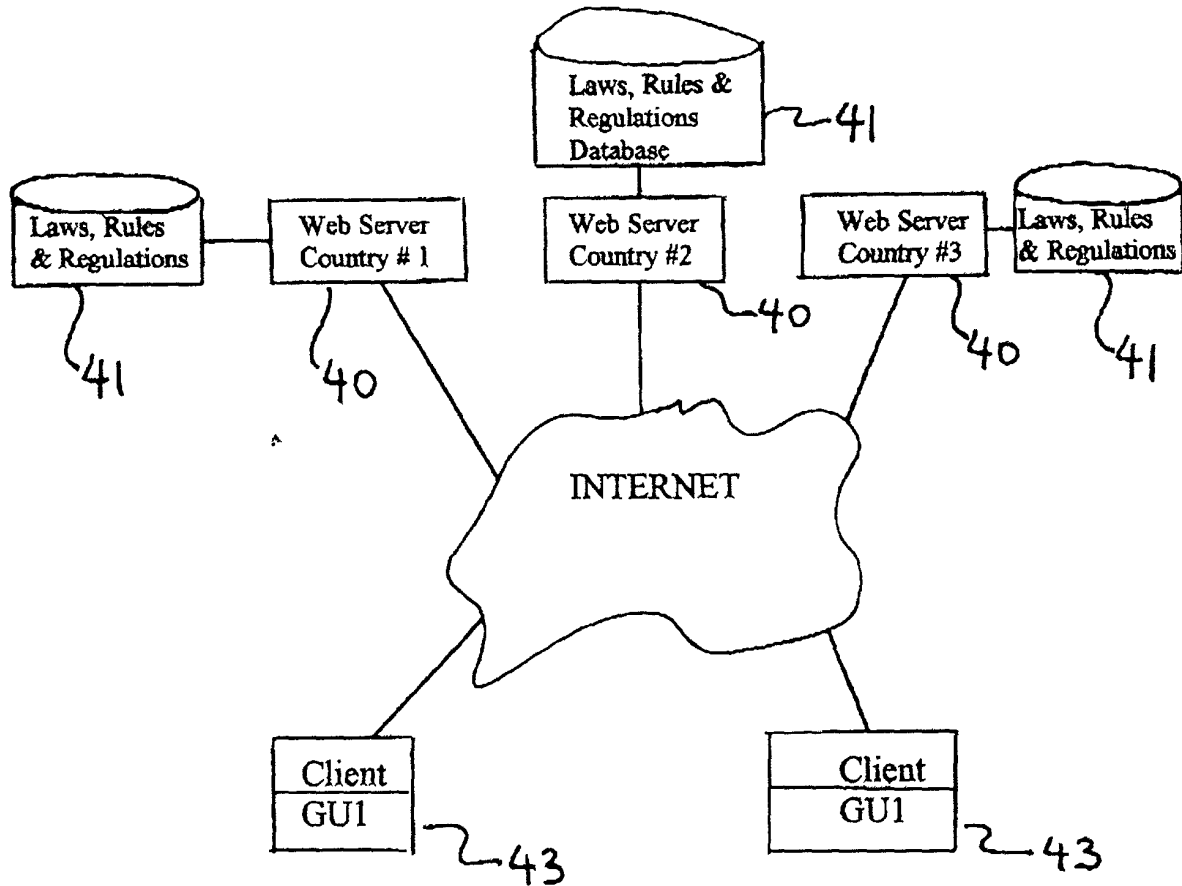 Laws, Rules &
Regulations
Database
41
Laws, Rules
& Regulations
41
Web Server
Country # 1
40
Web Server
Country #2
40
Web Server
Country #3
40
Laws, Rules
& Regulations
41
INTERNET
Client
GU1
43
Client
GU1
43